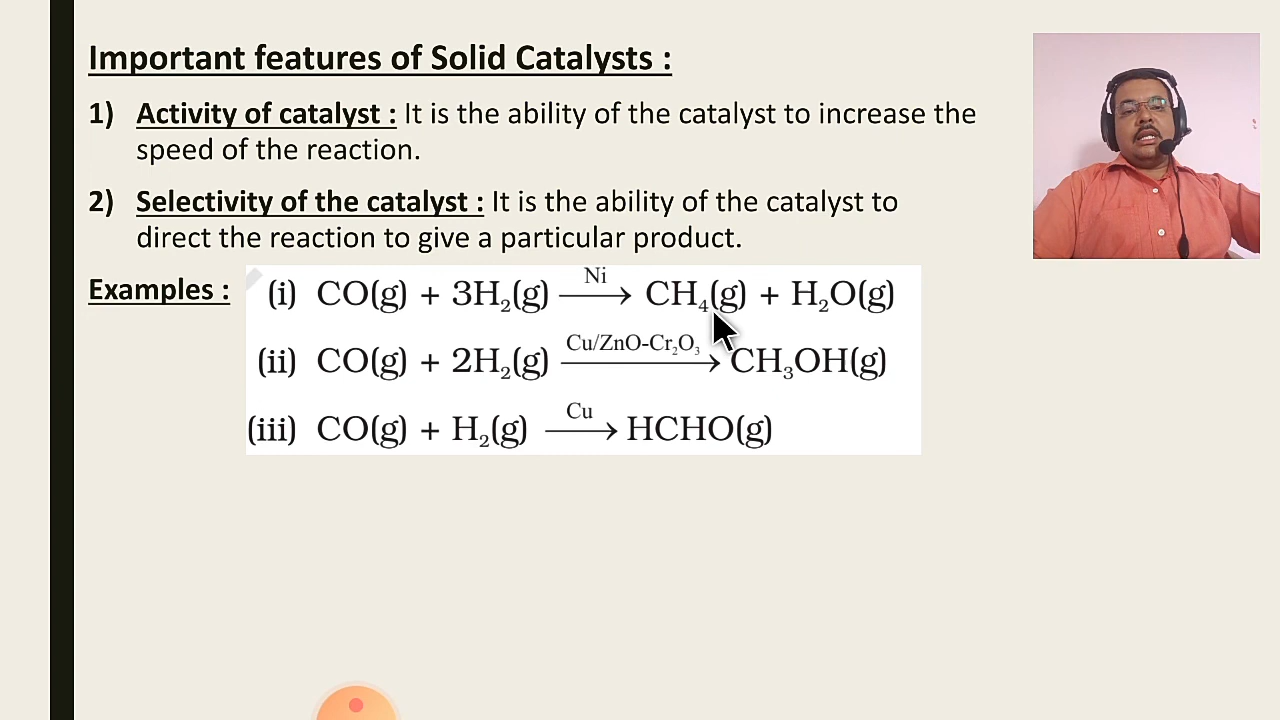 Important features of Solid Catalysts :
1) Activity of catalyst : It is the ability of the catalyst to increase the
speed of the reaction.
2) Selectivity of the catalyst : It is the ability of the catalyst to
direct the reaction to give a particular product.
Examples : (i) CO(g) + 3H₂(g) —Ni→ CH₄(g) + H₂O(g)
(ii) CO(g) + 2H₂(g) —Cu/ZnO-Cr₂O₃→ CH₃OH(g)
(iii) CO(g) + H₂(g) —Cu→ HCHO(g)